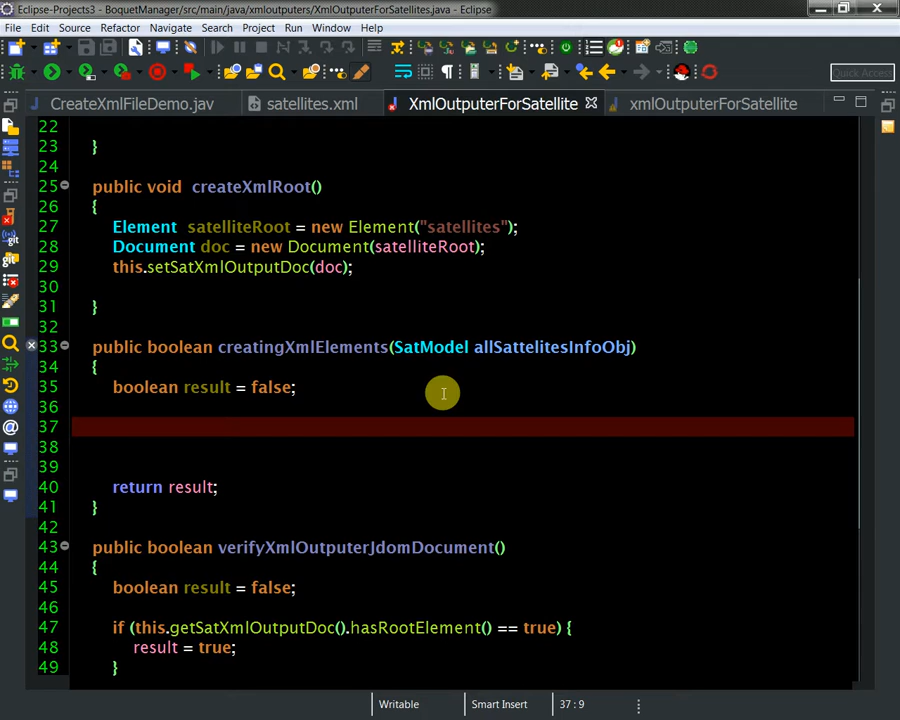 Eclipse-Projects3 - BoquetManager/src/main/java/xmloutputers/XmlOutputerForSatellites.java - Eclipse
File Edit Source Refactor Navigate Search Project Run Window Help
Quick Access
CreateXmlFileDemo.jav satellites.xml XmlOutputerForSatellite xmlOutputerForSatellite
22
23 }
24
25 public void createXmlRoot()
26 {
27 Element satelliteRoot = new Element("satellites");
28 Document doc = new Document(satelliteRoot);
29 this.setSatXmlOutputDoc(doc);
30
31 }
32
33 public boolean creatingXmlElements(SatModel allSattelitesInfoObj)
34 {
35 boolean result = false;
36
37
38
39
40 return result;
41 }
42
43 public boolean verifyXmlOutputerJdomDocument()
44 {
45 boolean result = false;
46
47 if (this.getSatXmlOutputDoc().hasRootElement() == true) {
48 result = true;
49 }
Writable Smart Insert 37 : 9